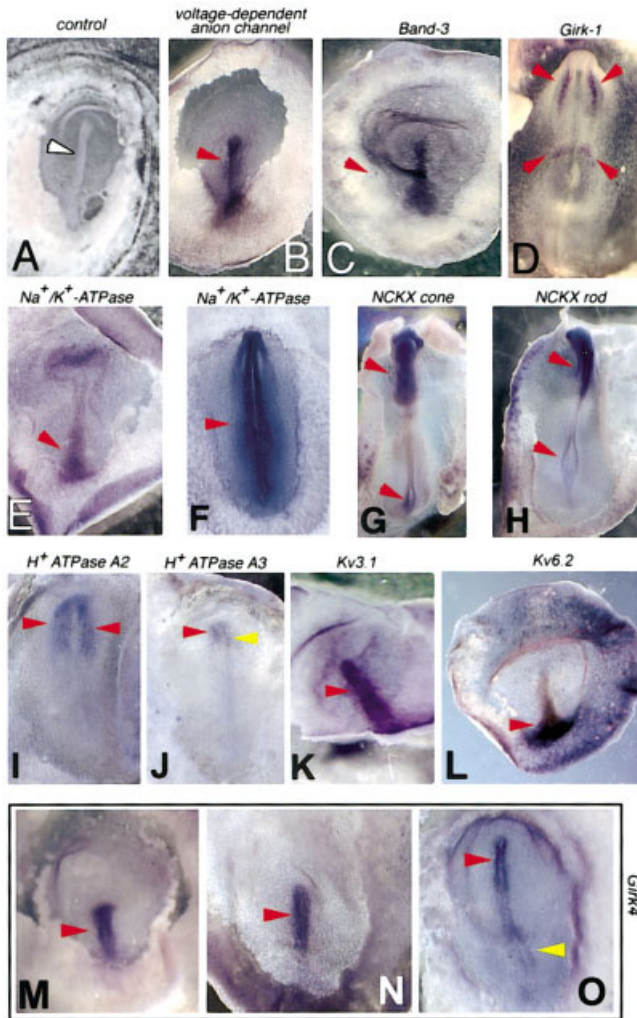 control
voltage-dependent
anion channel
Band-3
Girk-1
A
B
C
D
Na+/K+-ATPase
Na+/K+-ATPase
NCKX cone
NCKX rod
E
F
G
H
H+ ATPase A2
H+ ATPase A3
Kv3.1
Kv6.2
I
J
K
L
Girk4
M
N
O